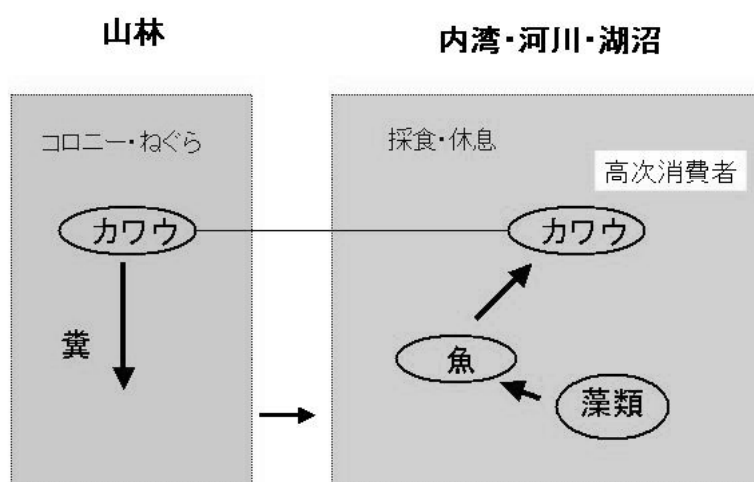 山林
内湾・河川・湖沼
コロニー・ねぐら
採食・休息
高次消費者
カワウ
カワウ
糞
魚
藻類